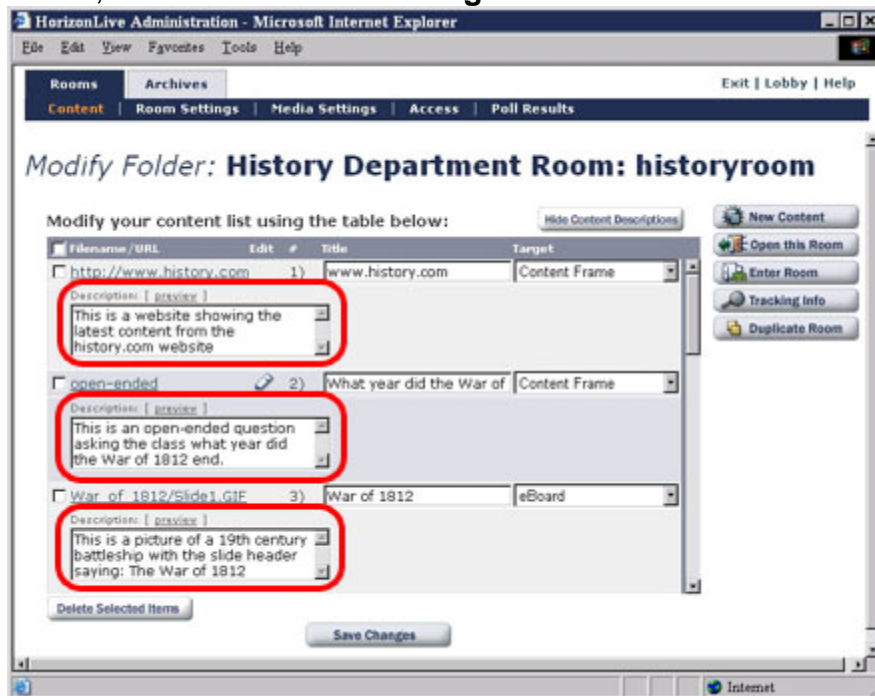 HorizonLive Administration - Microsoft Internet Explorer
File Edit View Favorites Tools Help
Rooms Archives Exit | Lobby | Help
Content | Room Settings | Media Settings | Access | Poll Results
Modify Folder: History Department Room: historyroom
Modify your content list using the table below: Hide Content Descriptions
New Content
Open this Room
Enter Room
Tracking Info
Duplicate Room
Filename/URL Edit # Title Target
http://www.history.com 1) www.history.com Content Frame
Description: [ preview ]
This is a website showing the
latest content from the
history.com website
open-ended 2) What year did the War of Content Frame
Description: [ preview ]
This is an open-ended question
asking the class what year did
the War of 1812 end.
War of 1812/Slide1.GIF 3) War of 1812 eBoard
Description: [ preview ]
This is a picture of a 19th century
battleship with the slide header
saying: The War of 1812
Delete Selected Items
Save Changes
Internet